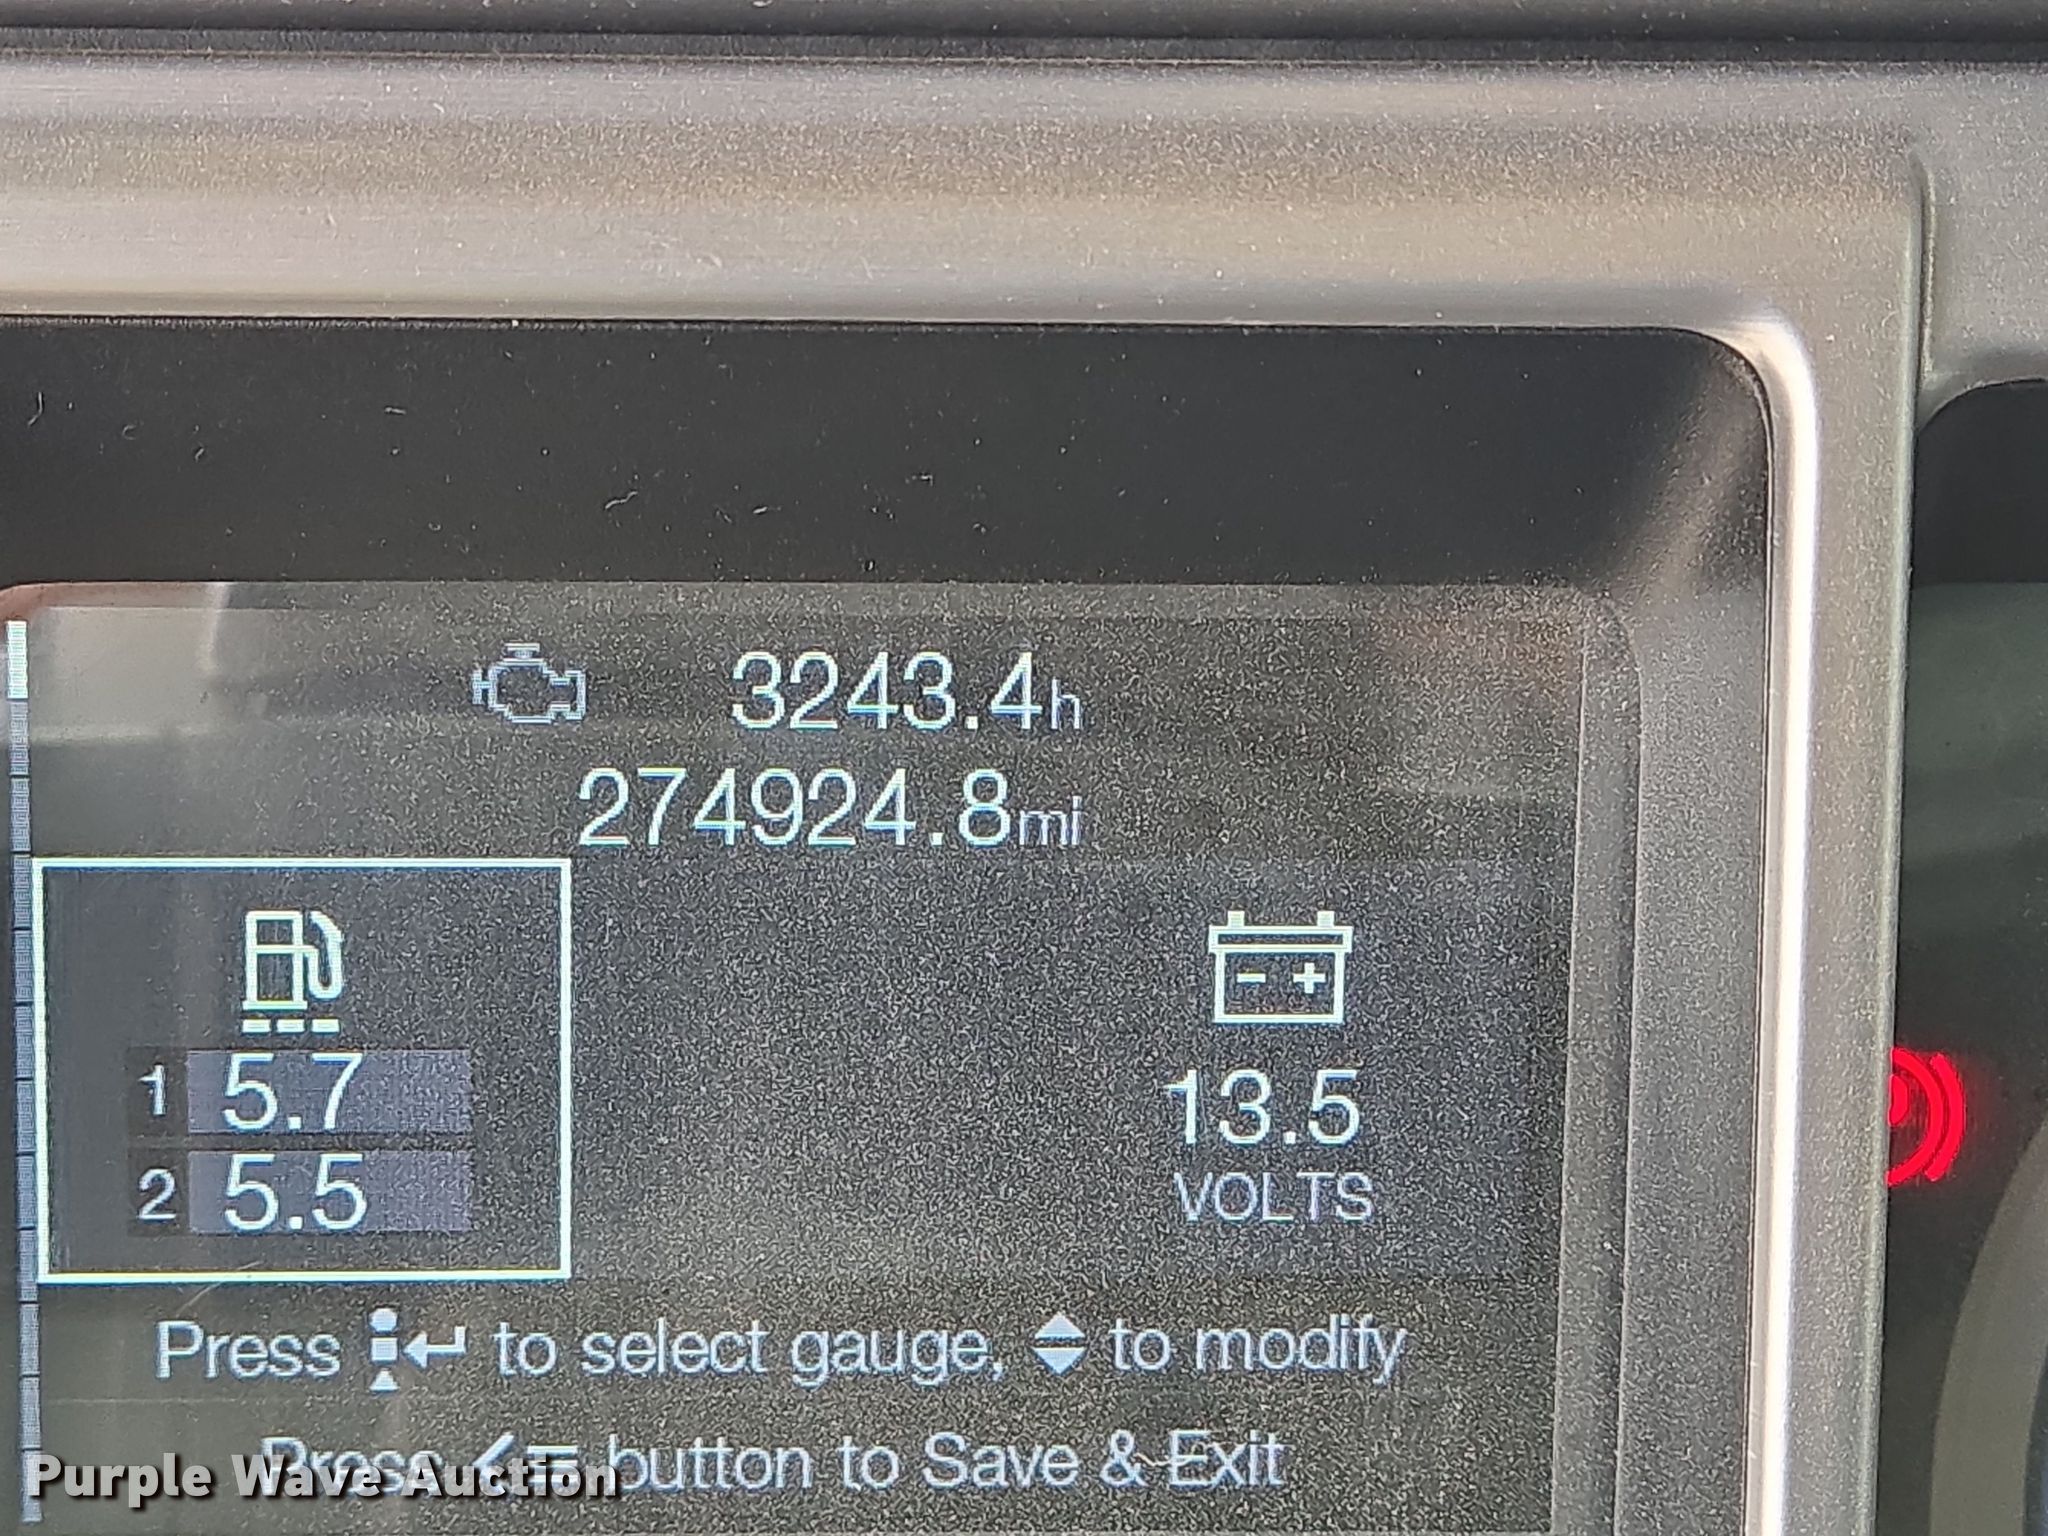 3243.4h
274924.8mi
- +
1 5.7
2 5.5
13.5
VOLTS
Press to select gauge, to modify
Press button to Save & Exit
Purple Wave Auction